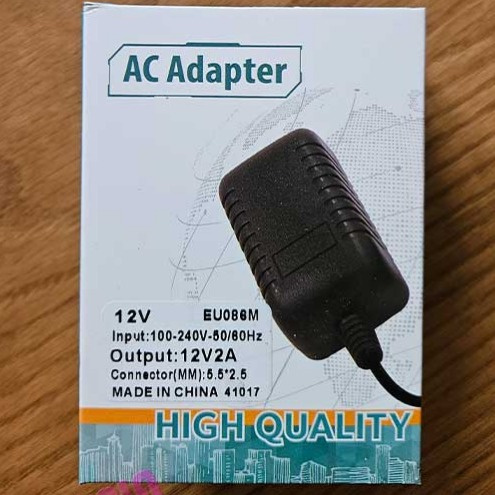 AC Adapter
12V EU086M
Input:100-240V-50/60Hz
Output:12V2A
Connector(MM):5.5*2.5
MADE IN CHINA 41017
HIGH QUALITY